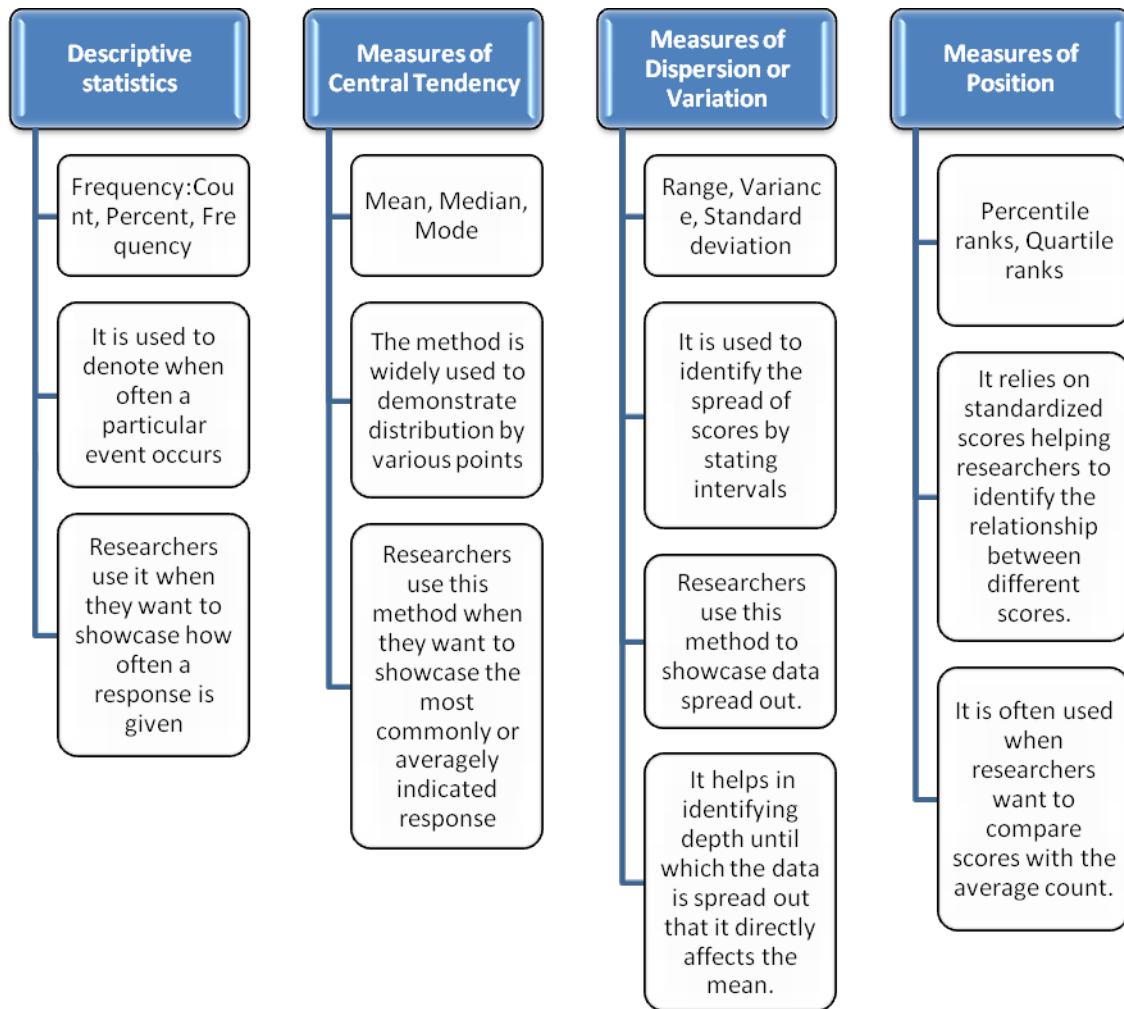 Descriptive
statistics
Frequency:Cou
nt, Percent, Fre
quency
It is used to
denote when
often a
particular
event occurs
Researchers
use it when
they want to
showcase how
often a
response is
given
Measures of
Central Tendency
Mean, Median,
Mode
The method is
widely used to
demonstrate
distribution by
various points
Researchers
use this
method when
they want to
showcase the
most
commonly or
averagely
indicated
response
Measures of
Dispersion or
Variation
Range, Varianc
e, Standard
deviation
It is used to
identify the
spread of
scores by
stating
intervals
Researchers
use this
method to
showcase data
spread out.
It helps in
identifying
depth until
which the data
is spread out
that it directly
affects the
mean.
Measures of
Position
Percentile
ranks, Quartile
ranks
It relies on
standardized
scores helping
researchers to
identify the
relationship
between
different
scores.
It is often used
when
researchers
want to
compare
scores with the
average count.